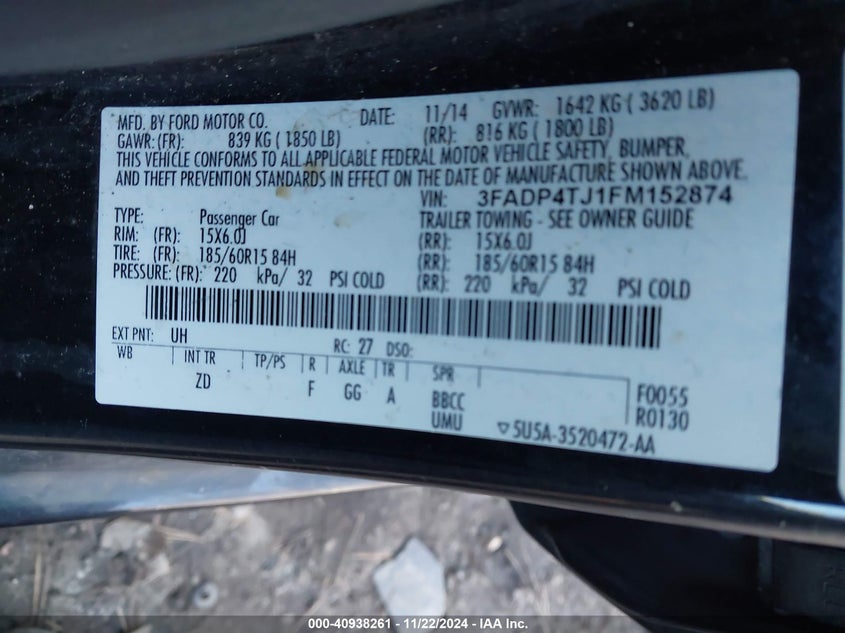 MFD. BY FORD MOTOR CO. DATE: 11/14 GVWR: 1642 KG ( 3620 LB)
GAWR: (FR): 839 KG ( 1850 LB) (RR): 816 KG ( 1800 LB)
THIS VEHICLE CONFORMS TO ALL APPLICABLE FEDERAL MOTOR VEHICLE SAFETY, BUMPER,
AND THEFT PREVENTION STANDARDS IN EFFECT ON THE DATE OF MANUFACTURE SHOWN ABOVE.
VIN: 3FADP4TJ1FM152874
TYPE: Passenger Car TRAILER TOWING - SEE OWNER GUIDE
RIM: (FR): 15X6.0J (RR): 15X6.0J
TIRE: (FR): 185/60R15 84H (RR): 185/60R15 84H
PRESSURE: (FR): 220 kPa/ 32 PSI COLD (RR): 220 kPa/ 32 PSI COLD
EXT PNT: UH RC: 27 DSO:
WB INT TR TP/PS R AXLE TR SPR
ZD F GG A BBCC F0055
UMU R0130
▽5U5A-3520472-AA
000-40938261 - 11/22/2024 - IAA Inc.